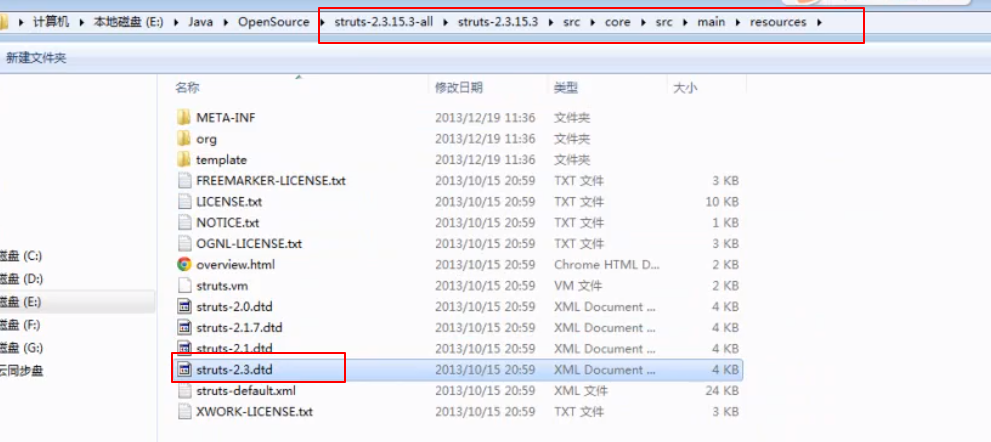 计算机 本地磁盘 (E:) Java OpenSource struts-2.3.15.3-all struts-2.3.15.3 src core src main resources
新建文件夹
名称 修改日期 类型 大小
META-INF 2013/12/19 11:36 文件夹
org 2013/12/19 11:36 文件夹
template 2013/12/19 11:36 文件夹
FREEMARKER-LICENSE.txt 2013/10/15 20:59 TXT 文件 3 KB
LICENSE.txt 2013/10/15 20:59 TXT 文件 10 KB
NOTICE.txt 2013/10/15 20:59 TXT 文件 1 KB
OGNL-LICENSE.txt 2013/10/15 20:59 TXT 文件 3 KB
overview.html 2013/10/15 20:59 Chrome HTML D... 2 KB
struts.vm 2013/10/15 20:59 VM 文件 2 KB
struts-2.0.dtd 2013/10/15 20:59 XML Document ... 4 KB
struts-2.1.7.dtd 2013/10/15 20:59 XML Document ... 4 KB
struts-2.1.dtd 2013/10/15 20:59 XML Document ... 4 KB
struts-2.3.dtd 2013/10/15 20:59 XML Document ... 4 KB
struts-default.xml 2013/10/15 20:59 XML 文件 24 KB
XWORK-LICENSE.txt 2013/10/15 20:59 TXT 文件 3 KB
磁盘 (C:)
磁盘 (D:)
磁盘 (E:)
磁盘 (F:)
磁盘 (G:)
云同步盘